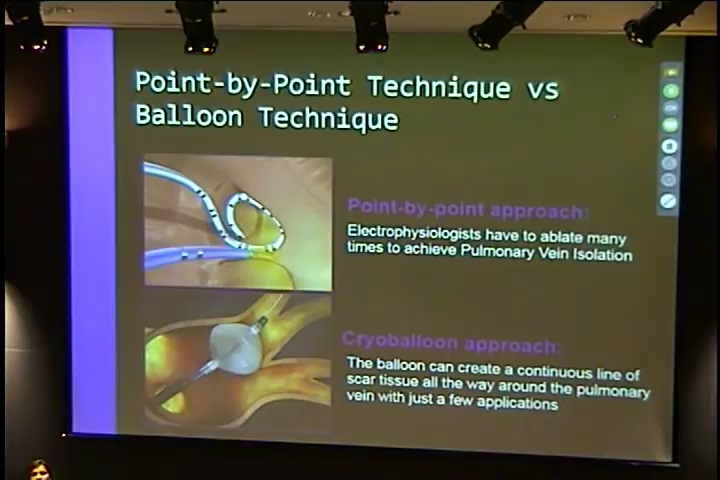 Point-by-Point Technique vs
Balloon Technique
Point-by-point approach:
Electrophysiologists have to ablate many
times to achieve Pulmonary Vein Isolation
Cryoballoon approach:
The balloon can create a continuous line of
scar tissue all the way around the pulmonary
vein with just a few applications